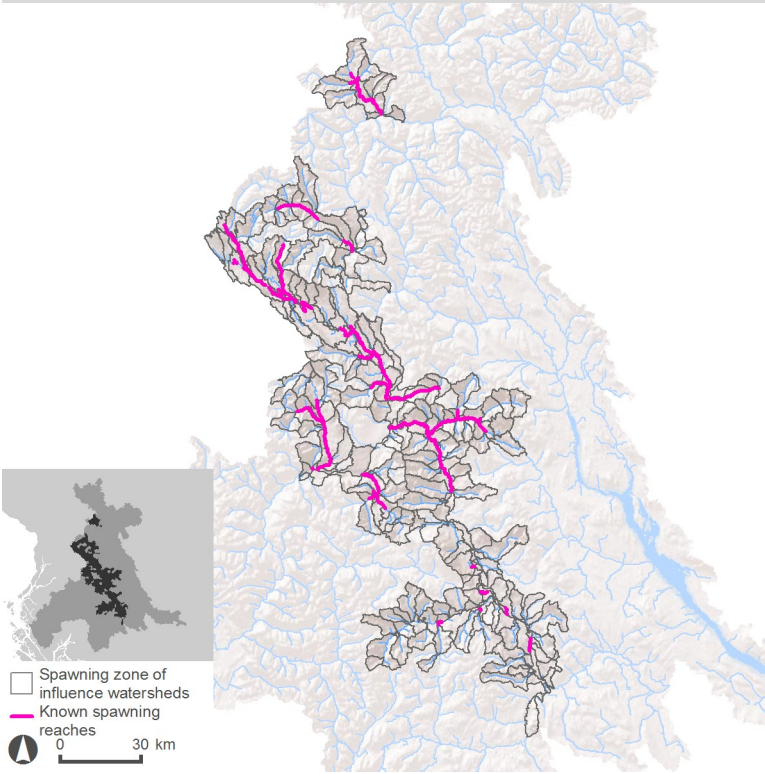 Spawning zone of
influence watersheds
Known spawning
reaches
0 30 km